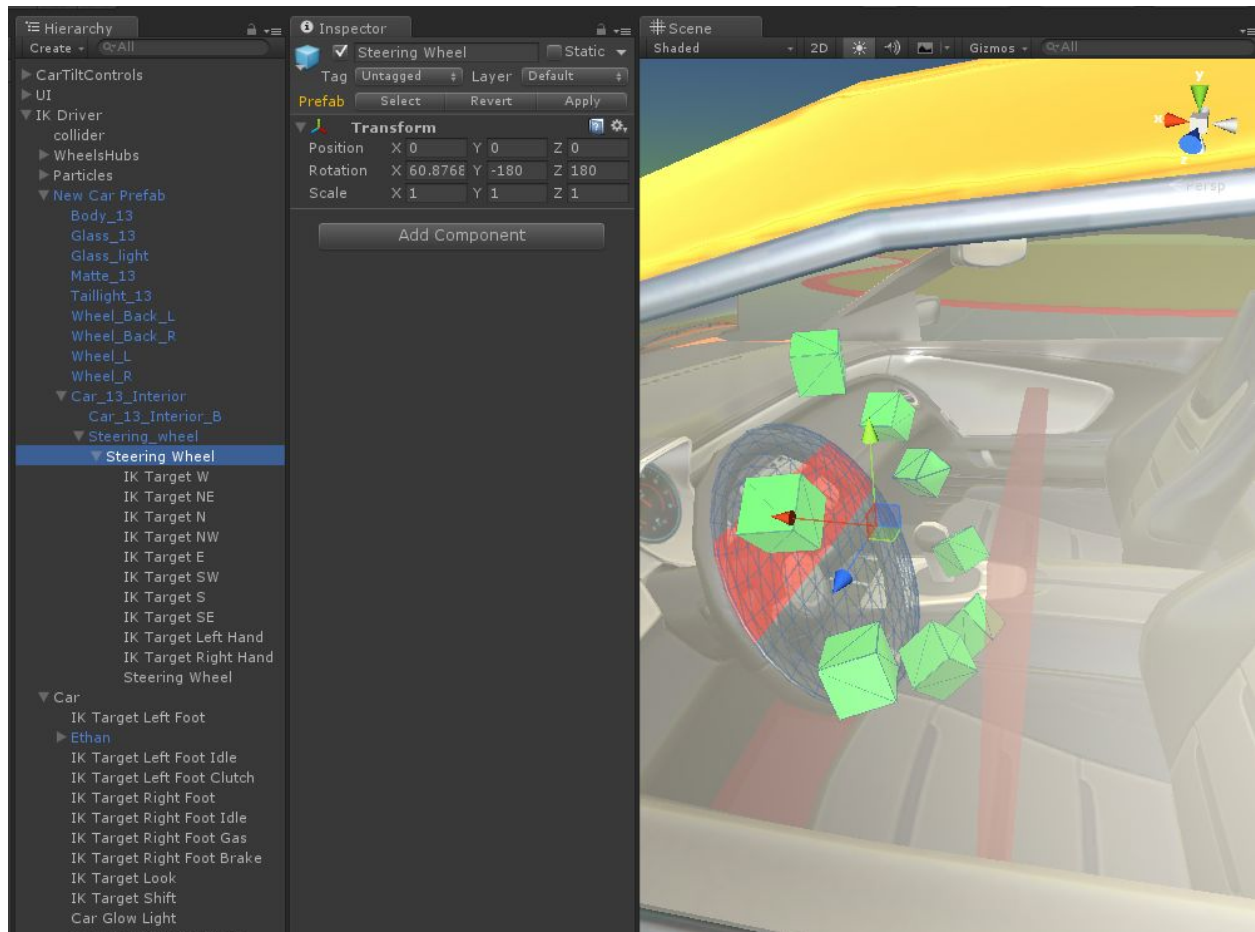 Hierarchy
Create
All
CarTiltControls
UI
IK Driver
collider
WheelsHubs
Particles
New Car Prefab
Body_13
Glass_13
Glass_light
Matte_13
Taillight_13
Wheel_Back_L
Wheel_Back_R
Wheel_L
Wheel_R
Car_13_Interior
Car_13_Interior_B
Steering_wheel
Steering Wheel
IK Target W
IK Target NE
IK Target N
IK Target NW
IK Target E
IK Target SW
IK Target S
IK Target SE
IK Target Left Hand
IK Target Right Hand
Steering Wheel
Car
IK Target Left Foot
Ethan
IK Target Left Foot Idle
IK Target Left Foot Clutch
IK Target Right Foot
IK Target Right Foot Idle
IK Target Right Foot Gas
IK Target Right Foot Brake
IK Target Look
IK Target Shift
Car Glow Light
Inspector
Steering Wheel Static
Tag Untagged Layer Default
Prefab Select Revert Apply
Transform
Position X 0 Y 0 Z 0
Rotation X 60.8768 Y -180 Z 180
Scale X 1 Y 1 Z 1
Add Component
Scene
Shaded 2D Gizmos All
y
x
z
Persp